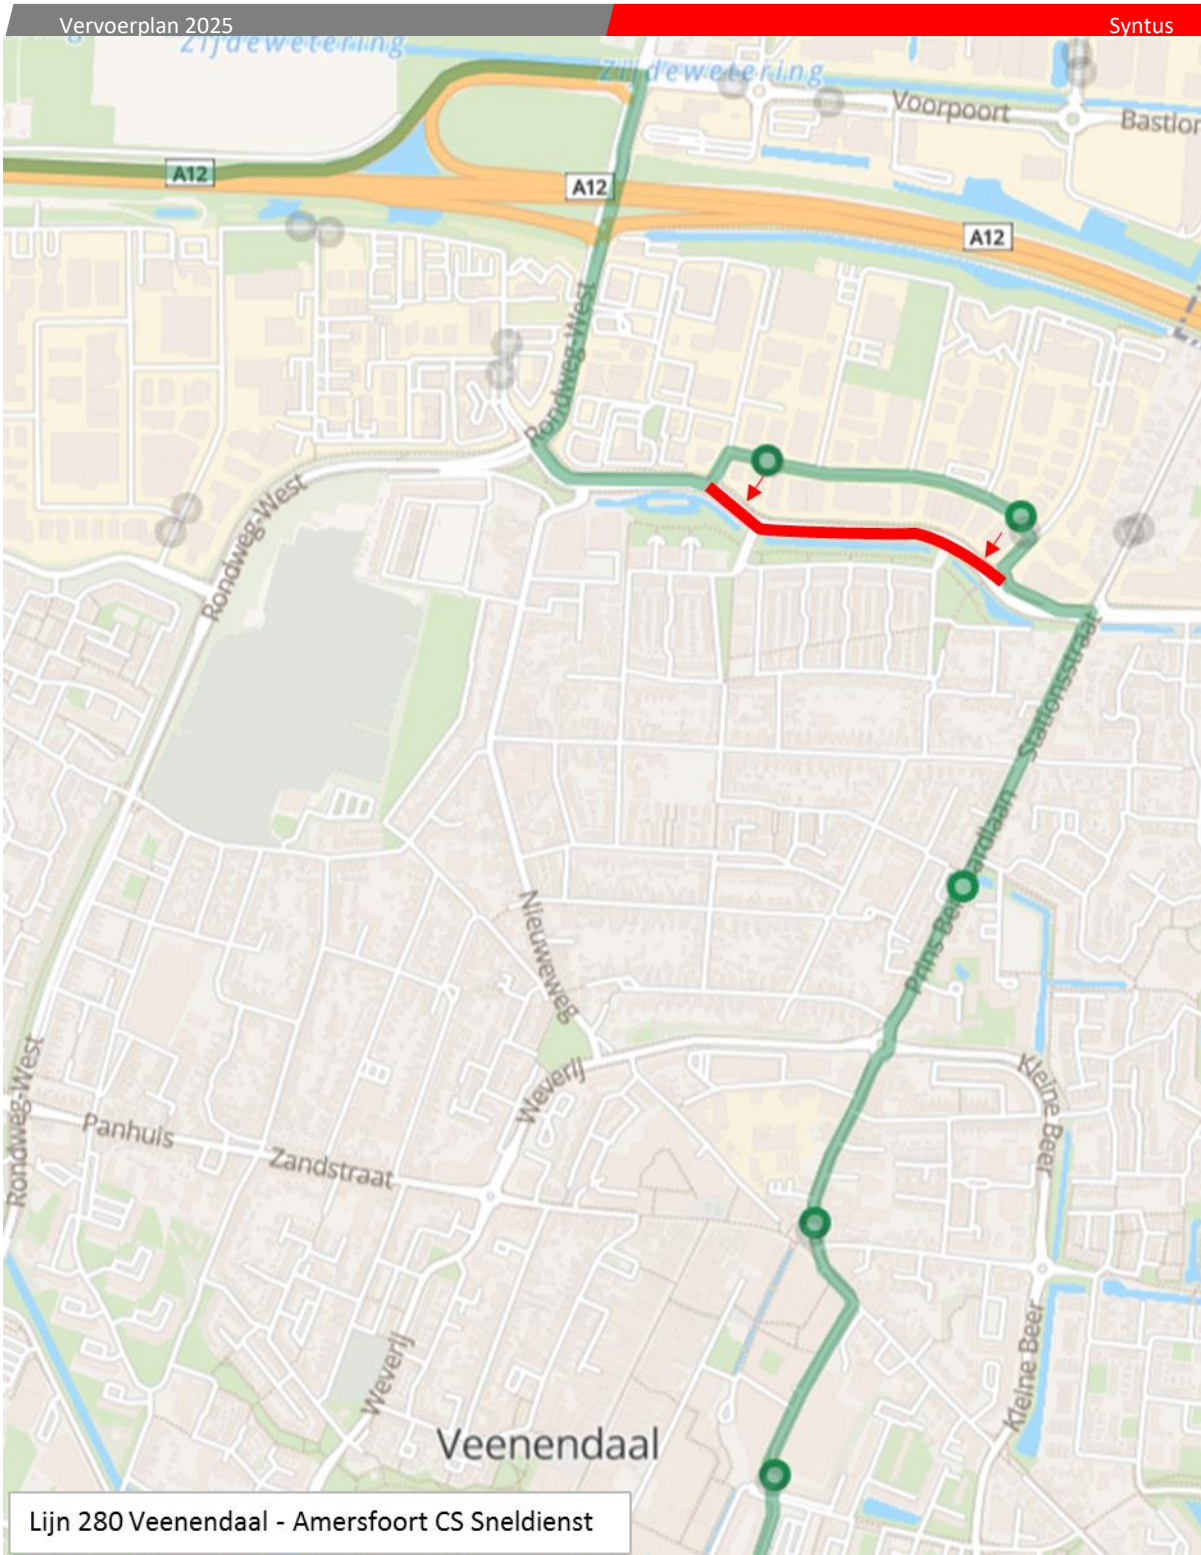 Vervoerplan 2025
Syntus
Zijdewetering
Zijdewetering
Voorpoort
Bastion
A12
A12
A12
Rondweg-West
Rondweg-West
Stationsstraat
Prins Bernhardlaan
Nieuweweg
Rondweg-West
Weverij
Kleine Beer
Panhuis
Zandstraat
Kleine Beer
Weverij
Veenendaal
Lijn 280 Veenendaal - Amersfoort CS Sneldienst